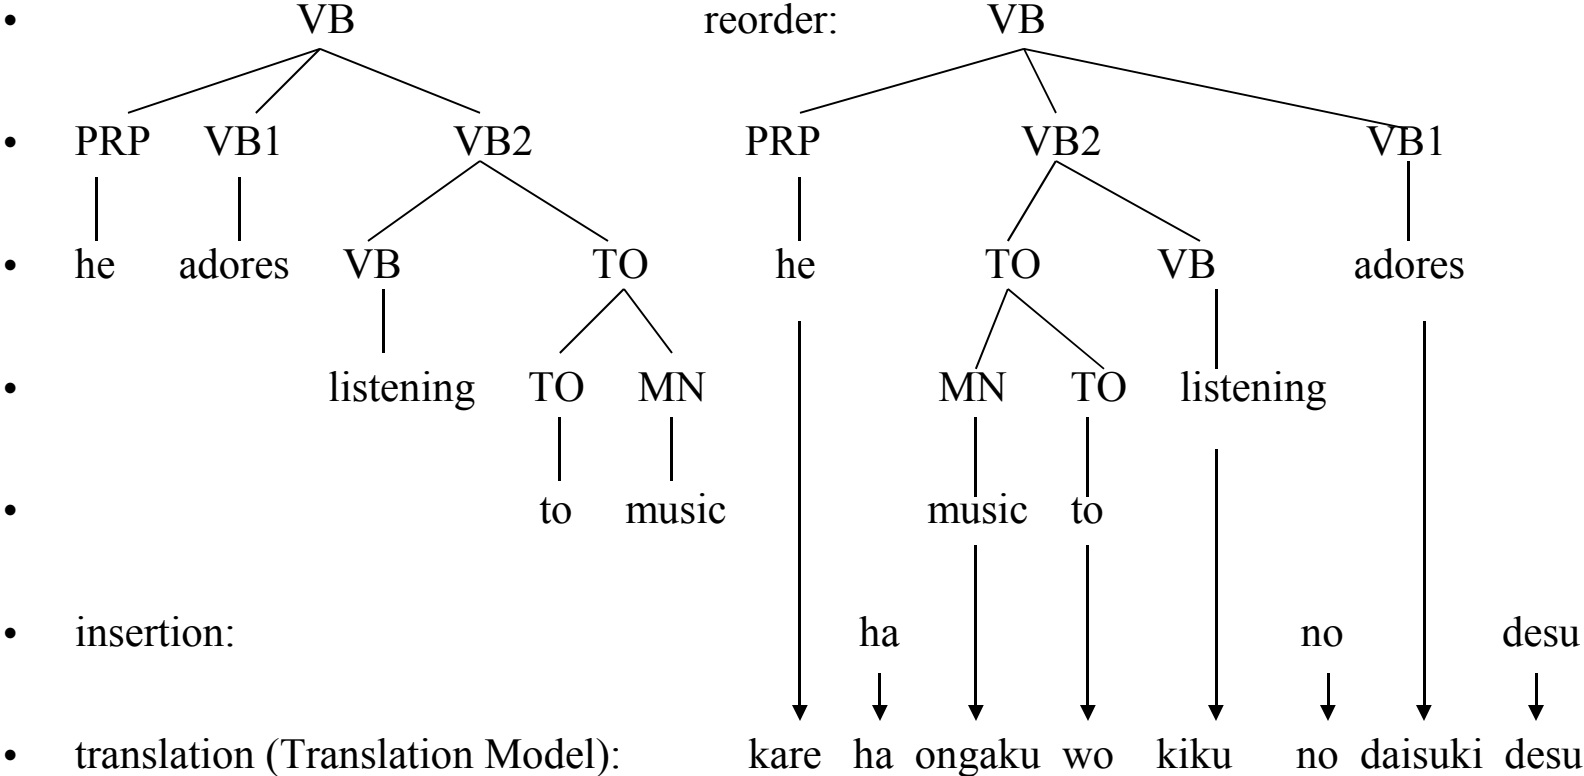 • VB reorder: VB
• PRP VB1 VB2 PRP VB2 VB1
• he adores VB TO he TO VB adores
• listening TO MN MN TO listening
• to music music to
• insertion: ha no desu
• translation (Translation Model): kare ha ongaku wo kiku no daisuki desu